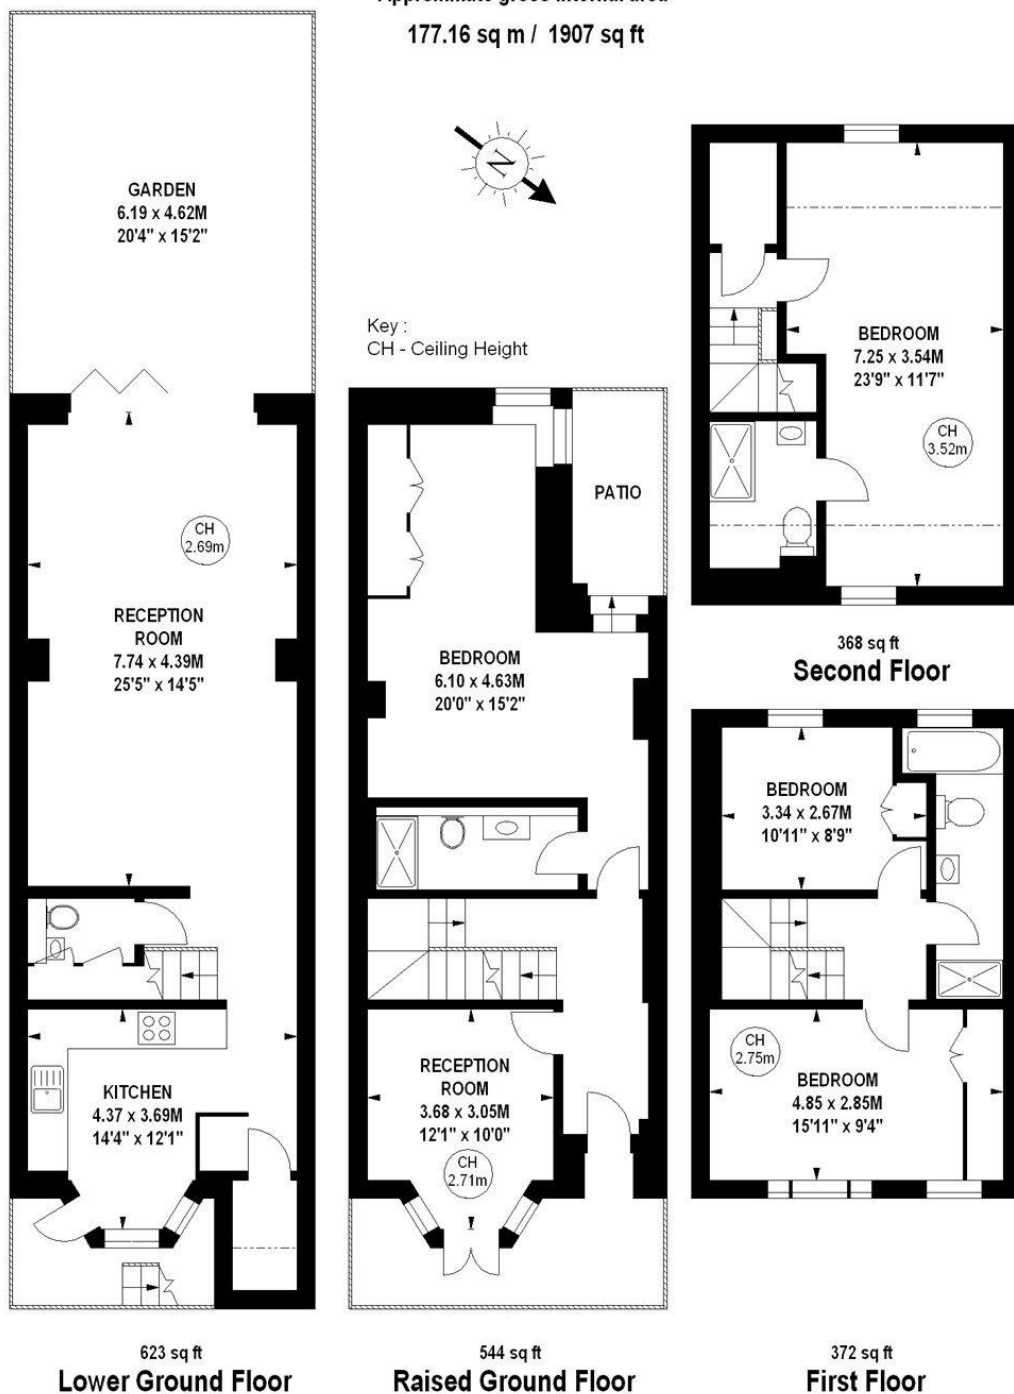 Approximate gross internal area
177.16 sq m / 1907 sq ft
N
GARDEN
6.19 x 4.62M
20'4" x 15'2"
Key :
CH - Ceiling Height
CH
2.69m
RECEPTION
ROOM
7.74 x 4.39M
25'5" x 14'5"
KITCHEN
4.37 x 3.69M
14'4" x 12'1"
623 sq ft
Lower Ground Floor
PATIO
BEDROOM
6.10 x 4.63M
20'0" x 15'2"
RECEPTION
ROOM
3.68 x 3.05M
12'1" x 10'0"
CH
2.71m
544 sq ft
Raised Ground Floor
BEDROOM
7.25 x 3.54M
23'9" x 11'7"
CH
3.52m
368 sq ft
Second Floor
BEDROOM
3.34 x 2.67M
10'11" x 8'9"
CH
2.75m
BEDROOM
4.85 x 2.85M
15'11" x 9'4"
372 sq ft
First Floor